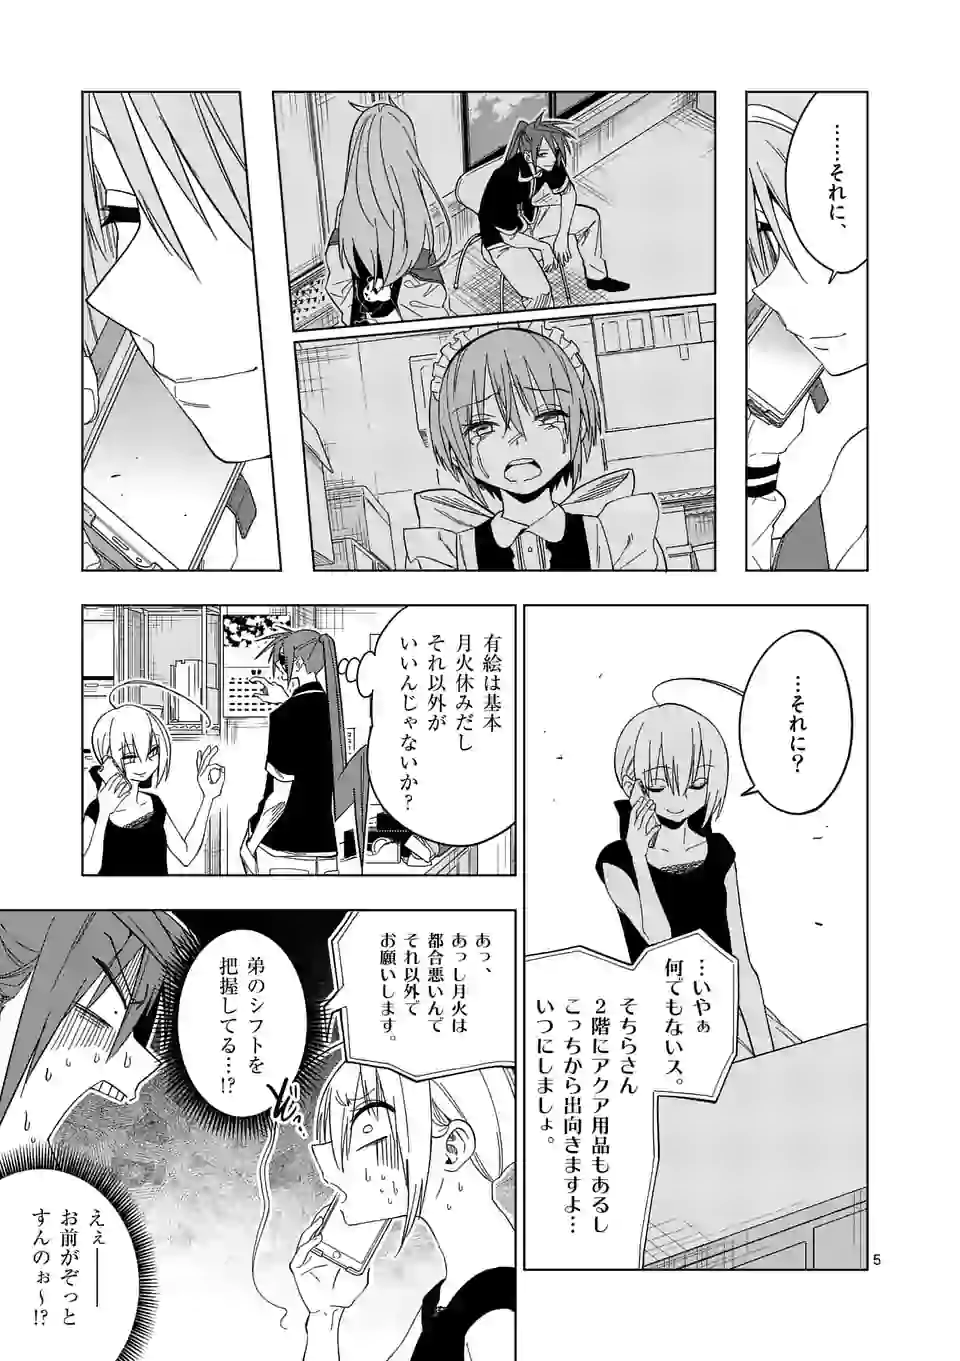 ……それに、
…それに？
…いやぁ
何でもないス。
そちらさん
２階にアクア用品もあるし
こっちから出向きますよ…
いつにしましょ。
有絵は基本
月火休みだし
それ以外が
いいんじゃないか？
あっ、
あっし月火は
都合悪いんで
それ以外で
お願いします。
弟のシフトを
把握してる…!?
ええ――
お前がぞっと
すんのぉ〜!?
5